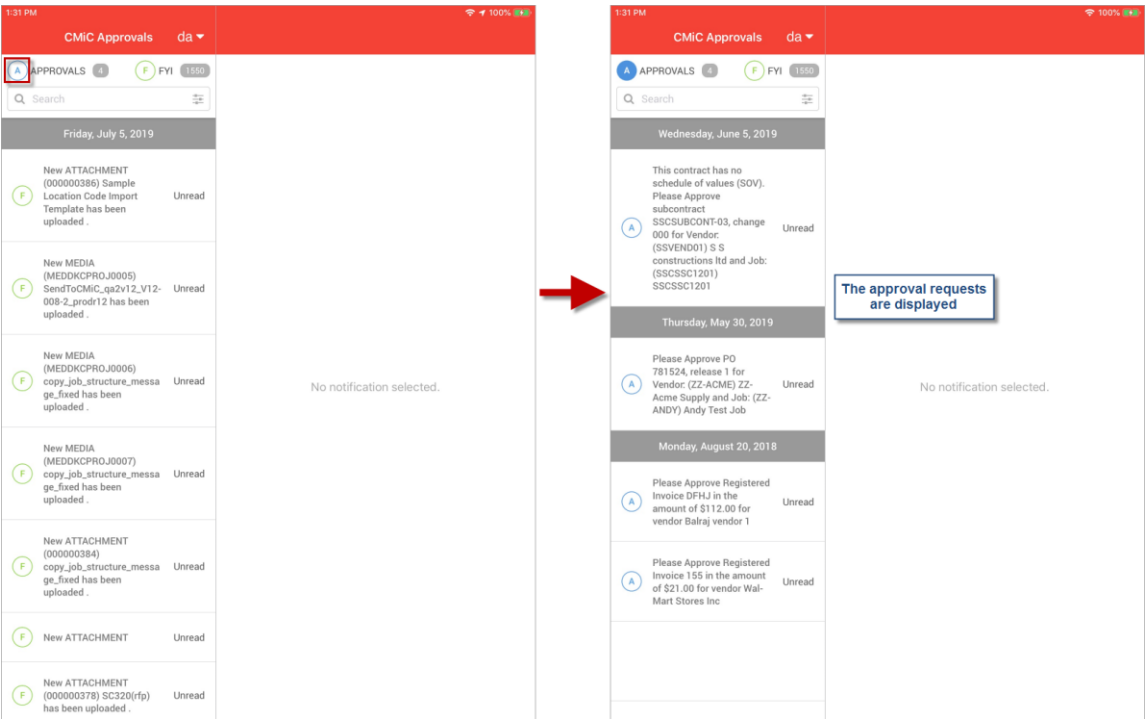 1:31 PM
100%
CMiC Approvals da
A APPROVALS 4 F FYI 1550
Search
Friday, July 5, 2019
New ATTACHMENT
(000000386) Sample
F Location Code Import Unread
Template has been
uploaded .
New MEDIA
(MEDDKCPROJ0005)
F SendToCMiC_qa2v12_V12- Unread
008-2_prodr12 has been
uploaded .
New MEDIA
(MEDDKCPROJ0006)
F copy_job_structure_messa Unread
ge_fixed has been
uploaded .
New MEDIA
(MEDDKCPROJ0007)
F copy_job_structure_messa Unread
ge_fixed has been
uploaded .
New ATTACHMENT
(000000384)
F copy_job_structure_messa Unread
ge_fixed has been
uploaded .
F New ATTACHMENT Unread
New ATTACHMENT
F (000000378) SC320(rfp) Unread
has been uploaded .
No notification selected.
1:31 PM
100%
CMiC Approvals da
A APPROVALS 4 F FYI 1550
Search
Wednesday, June 5, 2019
This contract has no
schedule of values (SOV).
Please Approve
subcontract
SSCSUBCONT-03, change
A 000 for Vendor: Unread
(SSVEND01) S S
constructions ltd and Job:
(SSCSSC1201)
SSCSSC1201
Thursday, May 30, 2019
Please Approve PO
781524, release 1 for
A Vendor: (ZZ-ACME) ZZ- Unread
Acme Supply and Job: (ZZ-
ANDY) Andy Test Job
Monday, August 20, 2018
Please Approve Registered
Invoice DFHJ in the
A amount of $112.00 for Unread
vendor Balraj vendor 1
Please Approve Registered
Invoice 155 in the amount
A of $21.00 for vendor Wal- Unread
Mart Stores Inc
The approval requests
are displayed
No notification selected.